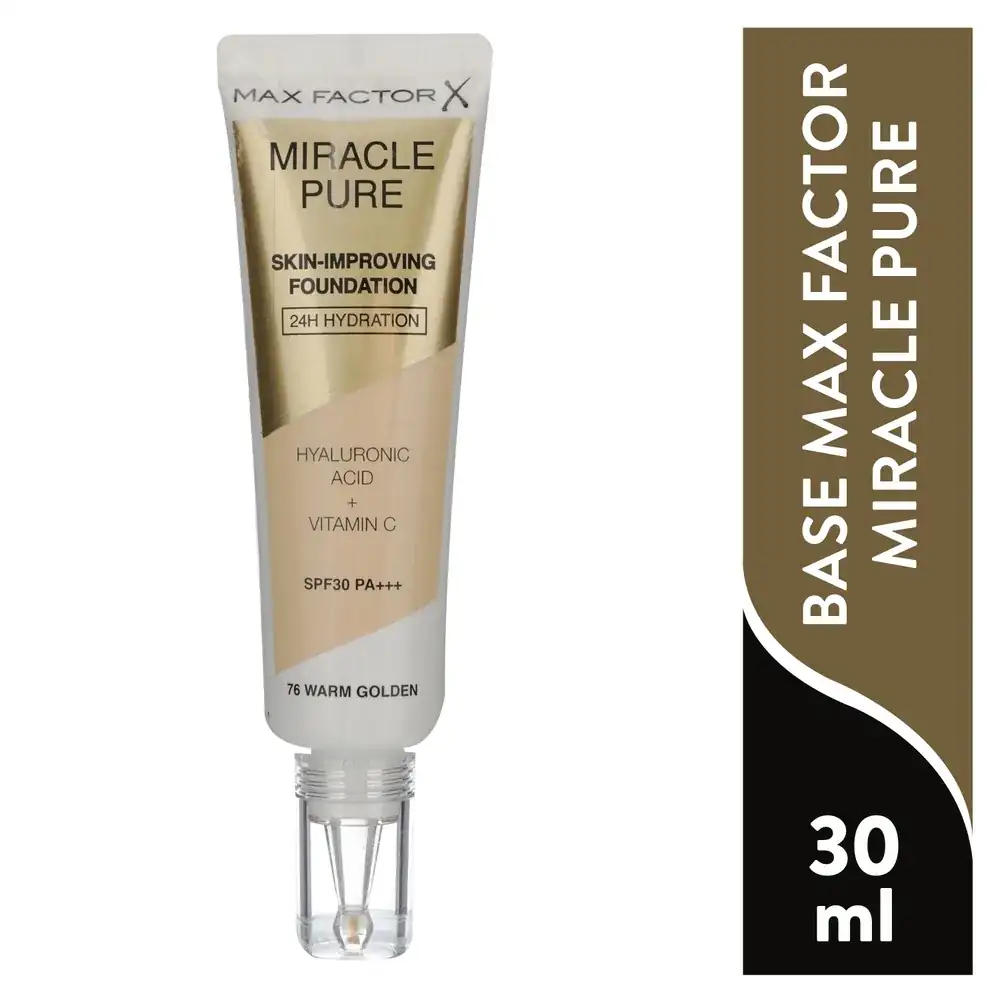 MAX FACTOR X
MIRACLE
PURE
SKIN-IMPROVING
FOUNDATION
24H HYDRATION
HYALURONIC
ACID
+
VITAMIN C
SPF30 PA+++
76 WARM GOLDEN
BASE MAX FACTOR
MIRACLE PURE
30
ml